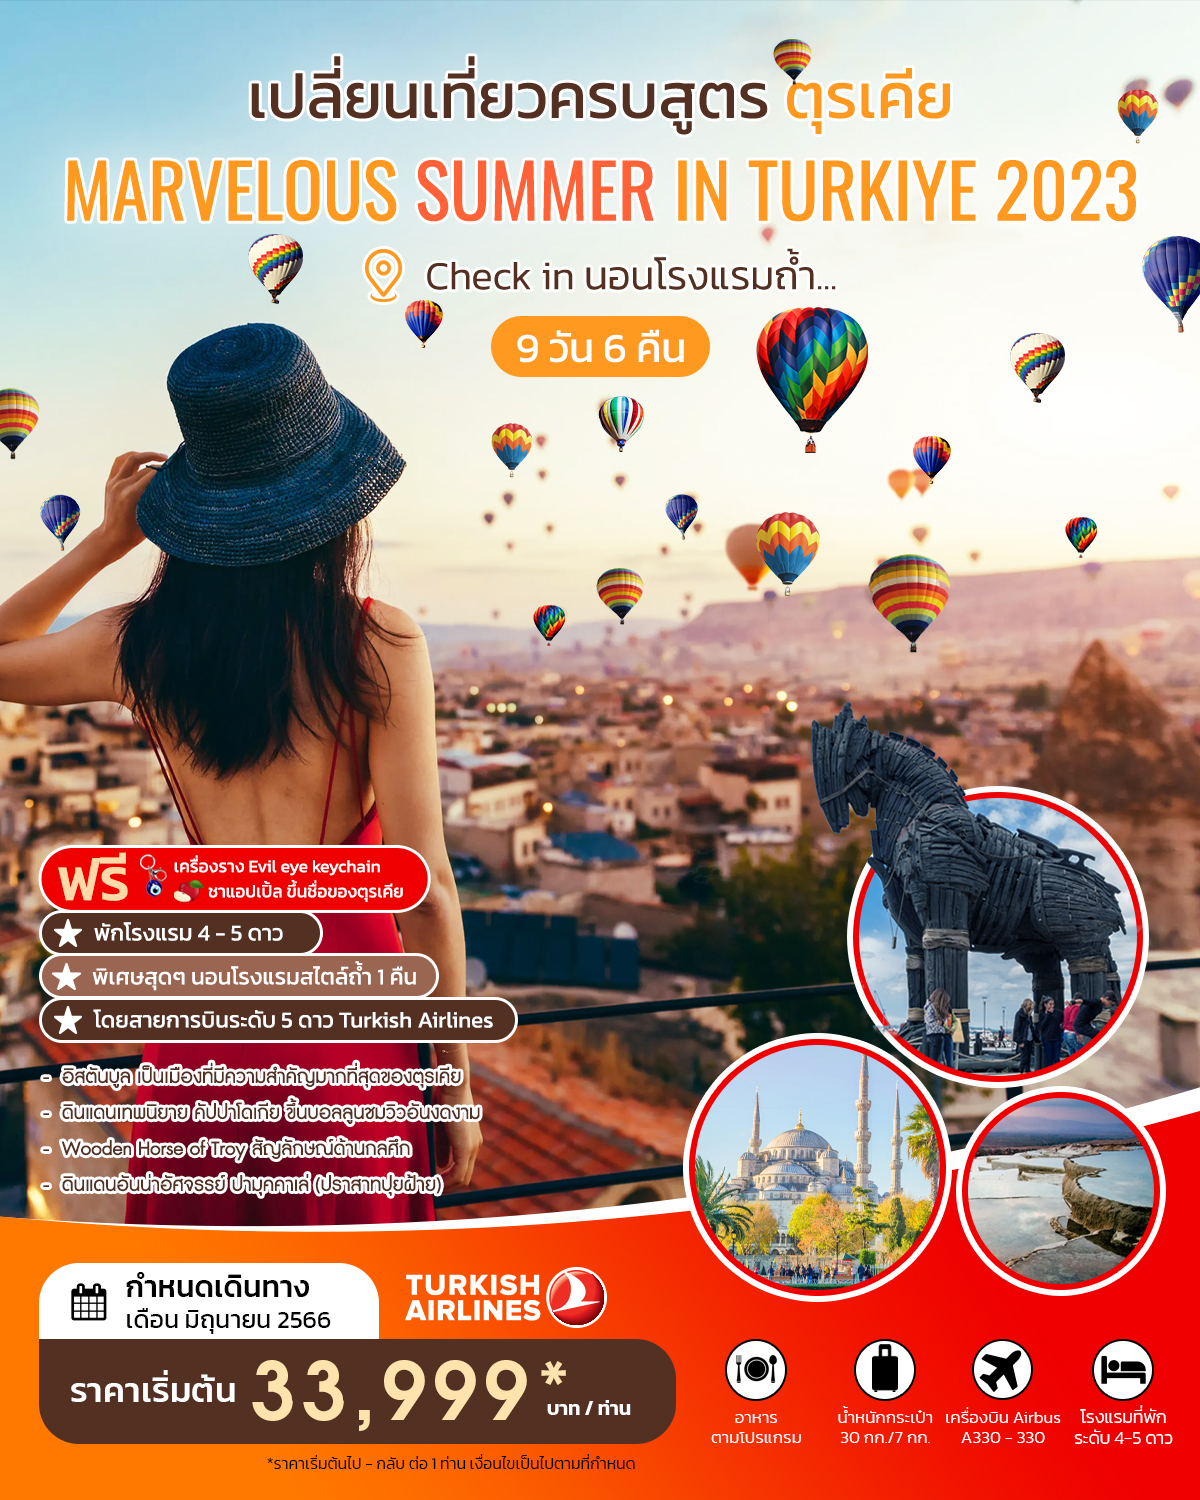 เปลี่ยนเที่ยวครบสูตร ตุรเคีย
MARVELOUS SUMMER IN TURKIYE 2023
Check in นอนโรงแรมถ้ำ...
9 วัน 6 คืน
ฟรี
เครื่องราง Evil eye keychain
ชาแอปเปิ้ล ขึ้นชื่อของตุรเคีย
พักโรงแรม 4 - 5 ดาว
พิเศษสุดๆ นอนโรงแรมสไตล์ถ้ำ 1 คืน
โดยสายการบินระดับ 5 ดาว Turkish Airlines
- อิสตันบูล เป็นเมืองที่มีความสำคัญมากที่สุดของตุรเคีย
- ดินแดนเทพนิยาย คัปปาโดเกีย ขึ้นบอลลูนชมวิวอันงดงาม
- Wooden Horse of Troy สัญลักษณ์ด้านกลศึก
- ดินแดนอันน่าอัศจรรย์ ปามุคคาเล่ (ปราสาทปุยฝ้าย)
กำหนดเดินทาง
เดือน มิถุนายน 2566
TURKISH
AIRLINES
ราคาเริ่มต้น 33,999*
บาท / ท่าน
*ราคาเริ่มต้นไป - กลับ ต่อ 1 ท่าน เงื่อนไขเป็นไปตามที่กำหนด
อาหาร
ตามโปรแกรม
น้ำหนักกระเป๋า
30 กก./7 กก.
เครื่องบิน Airbus
A330 - 330
โรงแรมที่พัก
ระดับ 4-5 ดาว